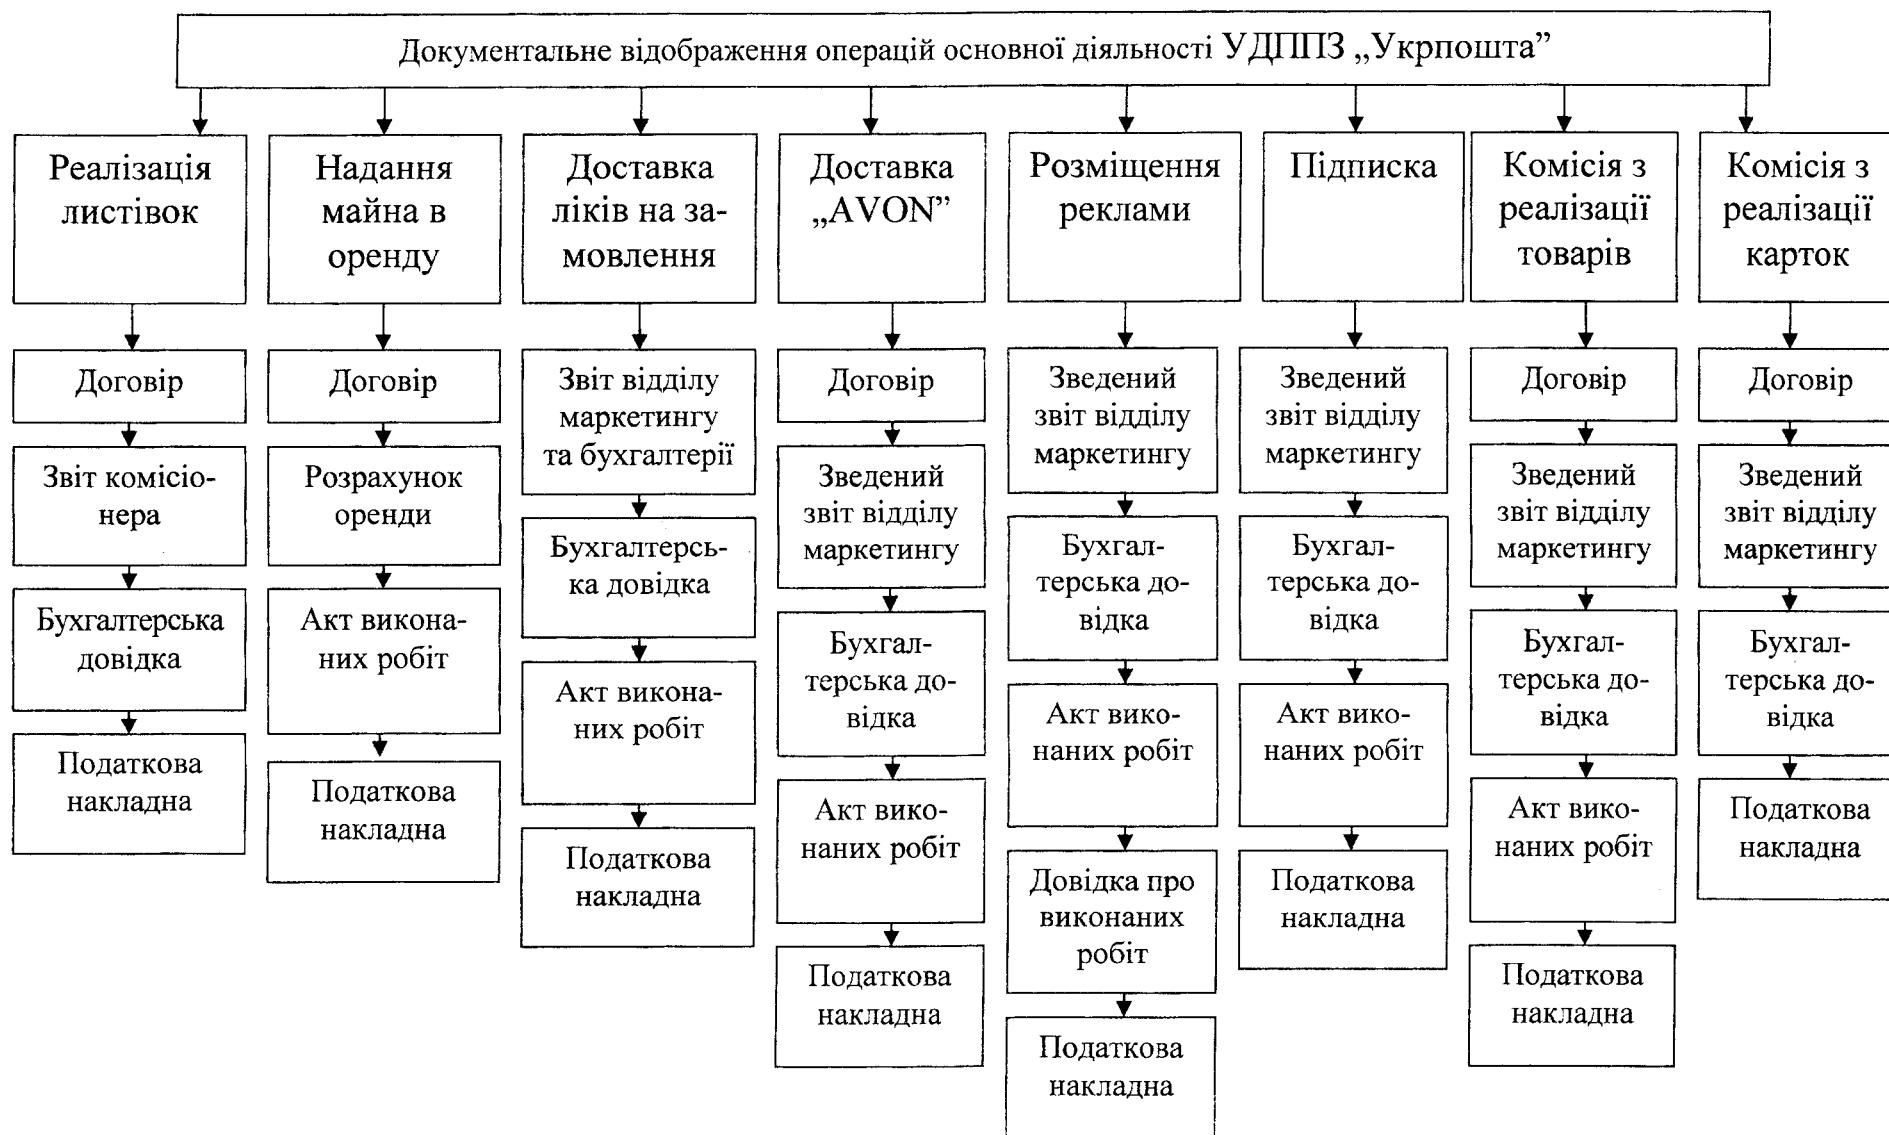 Документальне відображення операцій основної діяльності УДППЗ „Укрпошта”
Реалізація
листівок
Договір
Звіт комісіо-
нера
Бухгалтерська
довідка
Податкова
накладна
Надання
майна в
оренду
Договір
Розрахунок
оренди
Акт викона-
них робіт
Податкова
накладна
Доставка
ліків на за-
мовлення
Звіт відділу
маркетингу
та бухгалтерії
Бухгалтерсь-
ка довідка
Акт викона-
них робіт
Податкова
накладна
Доставка
„AVON”
Договір
Зведений
звіт відділу
маркетингу
Бухгал-
терська до-
відка
Акт вико-
наних робіт
Податкова
накладна
Розміщення
реклами
Зведений
звіт відділу
маркетингу
Бухгал-
терська до-
відка
Акт вико-
наних робіт
Довідка про
виконаних
робіт
Податкова
накладна
Підписка
Зведений
звіт відділу
маркетингу
Бухгал-
терська до-
відка
Акт вико-
наних робіт
Податкова
накладна
Комісія з
реалізації
товарів
Договір
Зведений
звіт відділу
маркетингу
Бухгал-
терська до-
відка
Акт вико-
наних робіт
Податкова
накладна
Комісія з
реалізації
карток
Договір
Зведений
звіт відділу
маркетингу
Бухгал-
терська до-
відка
Податкова
накладна